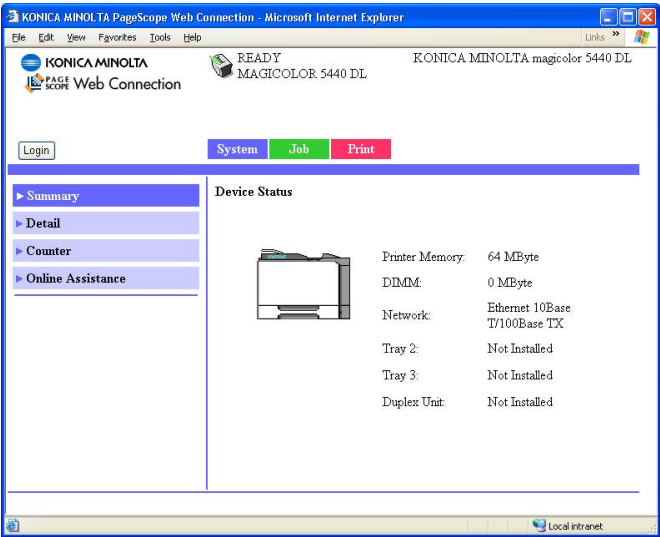 KONICA MINOLTA PageScope Web Connection - Microsoft Internet Explorer
File Edit View Favorites Tools Help Links »
KONICA MINOLTA
PAGE SCOPE Web Connection
READY
MAGICOLOR 5440 DL
KONICA MINOLTA magicolor 5440 DL
Login
System Job Print
Summary
Detail
Counter
Online Assistance
Device Status
Printer Memory: 64 MByte
DIMM: 0 MByte
Network: Ethernet 10Base
T/100Base TX
Tray 2: Not Installed
Tray 3: Not Installed
Duplex Unit: Not Installed
Local intranet